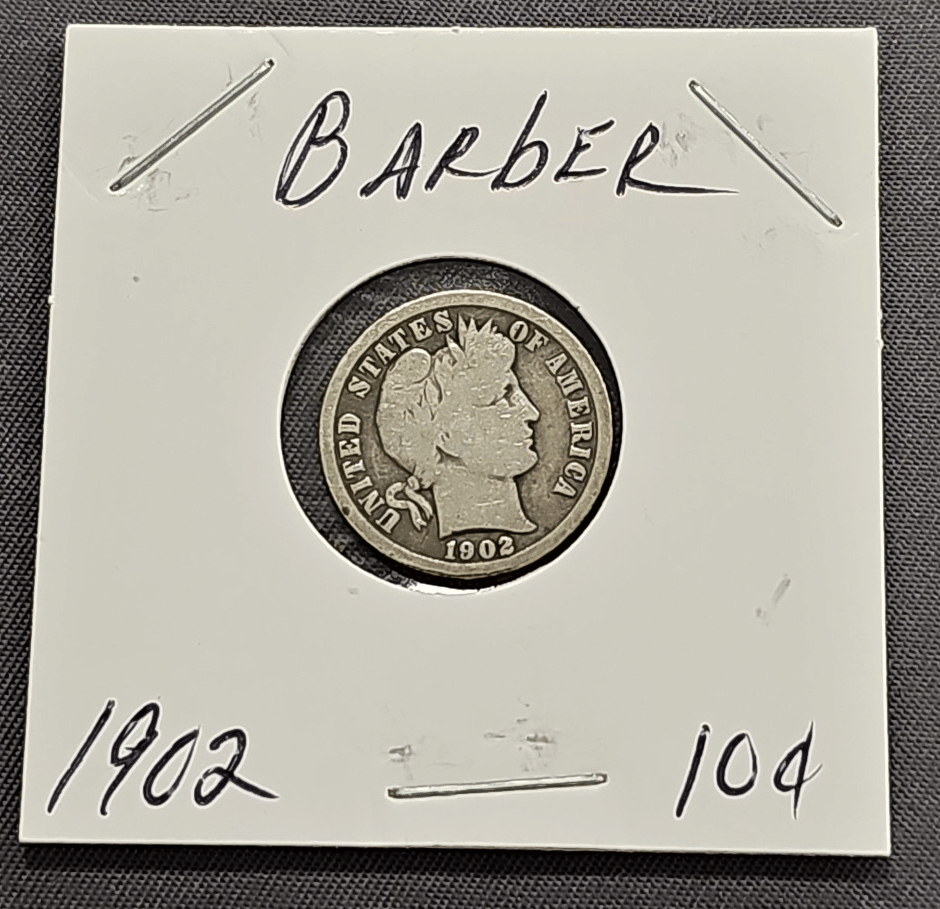 BARBER
UNITED STATES OF AMERICA
1902
1902 10¢